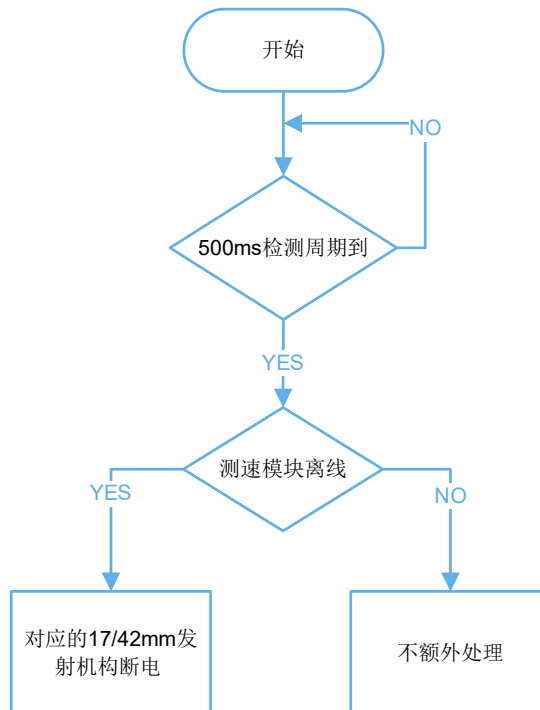 开始
NO
500ms检测周期到
YES
测速模块离线
YES
NO
对应的17/42mm发
射机构断电
不额外处理